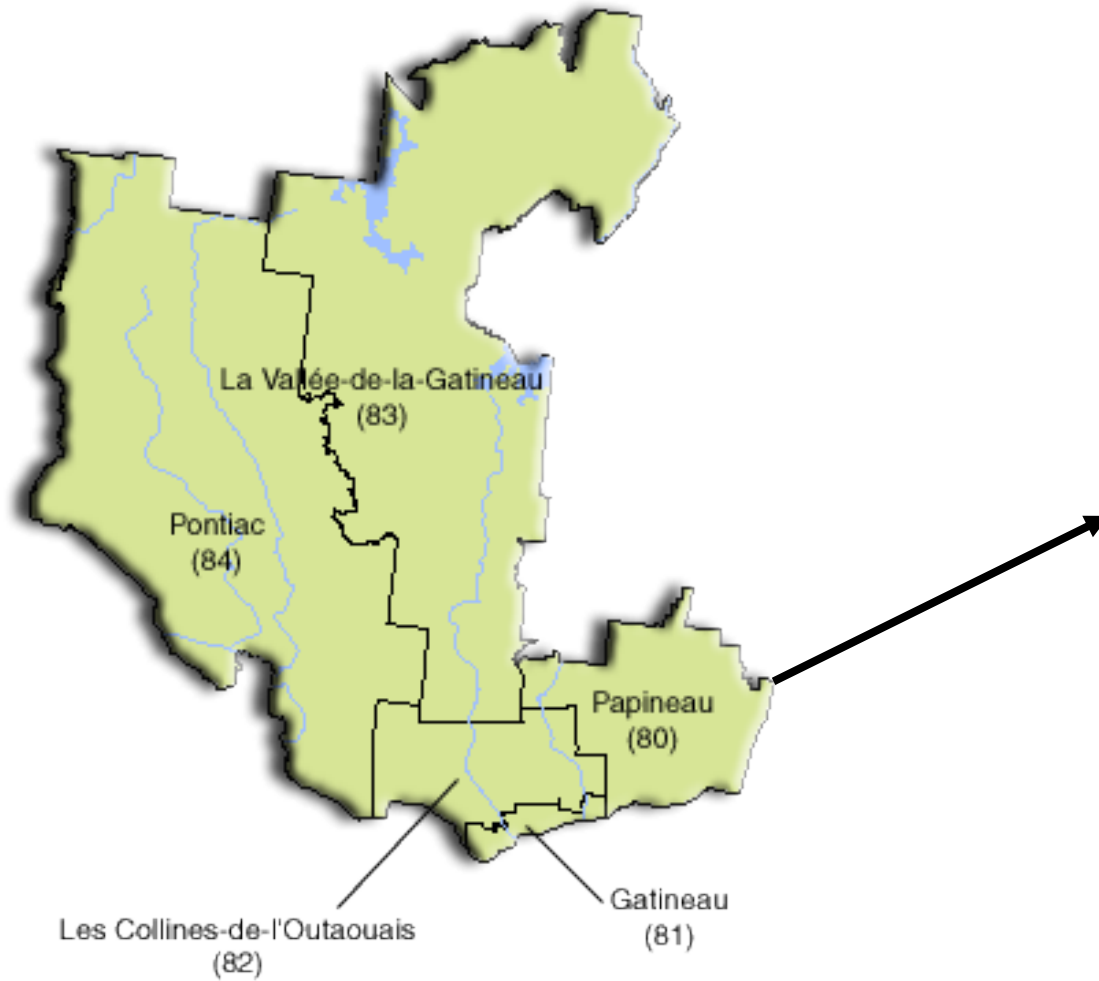 La Vallée-de-la-Gatineau
(83)
Pontiac
(84)
Papineau
(80)
Gatineau
(81)
Les Collines-de-l'Outaouais
(82)